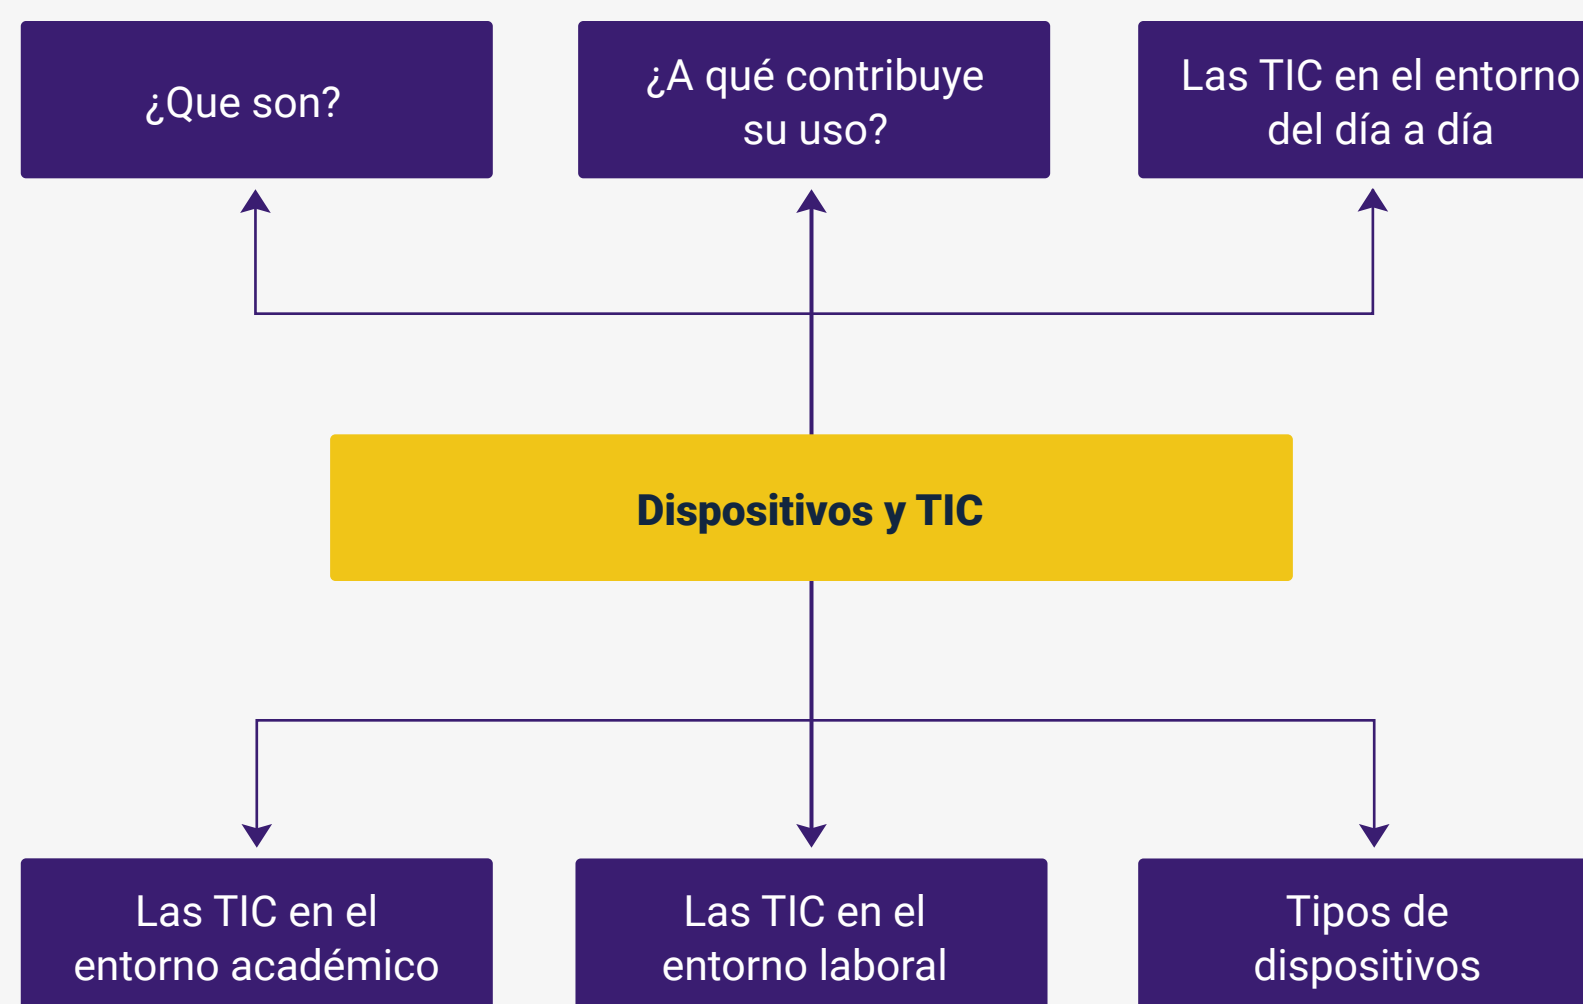 ¿Que son?
¿A qué contribuye
su uso?
Las TIC en el entorno
del día a día
Dispositivos y TIC
Las TIC en el
entorno académico
Las TIC en el
entorno laboral
Tipos de
dispositivos